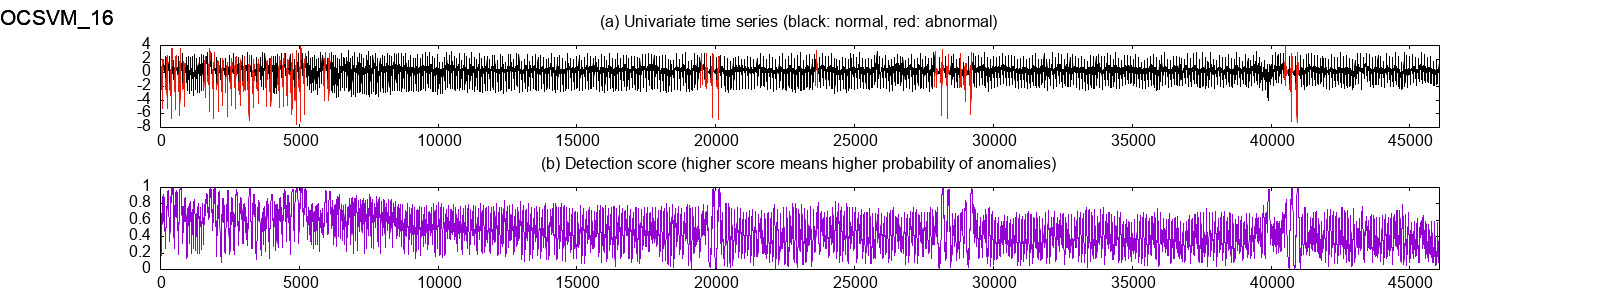 OCSVM_16
(a) Univariate time series (black: normal, red: abnormal)
4
2
0
-2
-4
-6
-8
0 5000 10000 15000 20000 25000 30000 35000 40000 45000
(b) Detection score (higher score means higher probability of anomalies)
1
0.8
0.6
0.4
0.2
0
0 5000 10000 15000 20000 25000 30000 35000 40000 45000